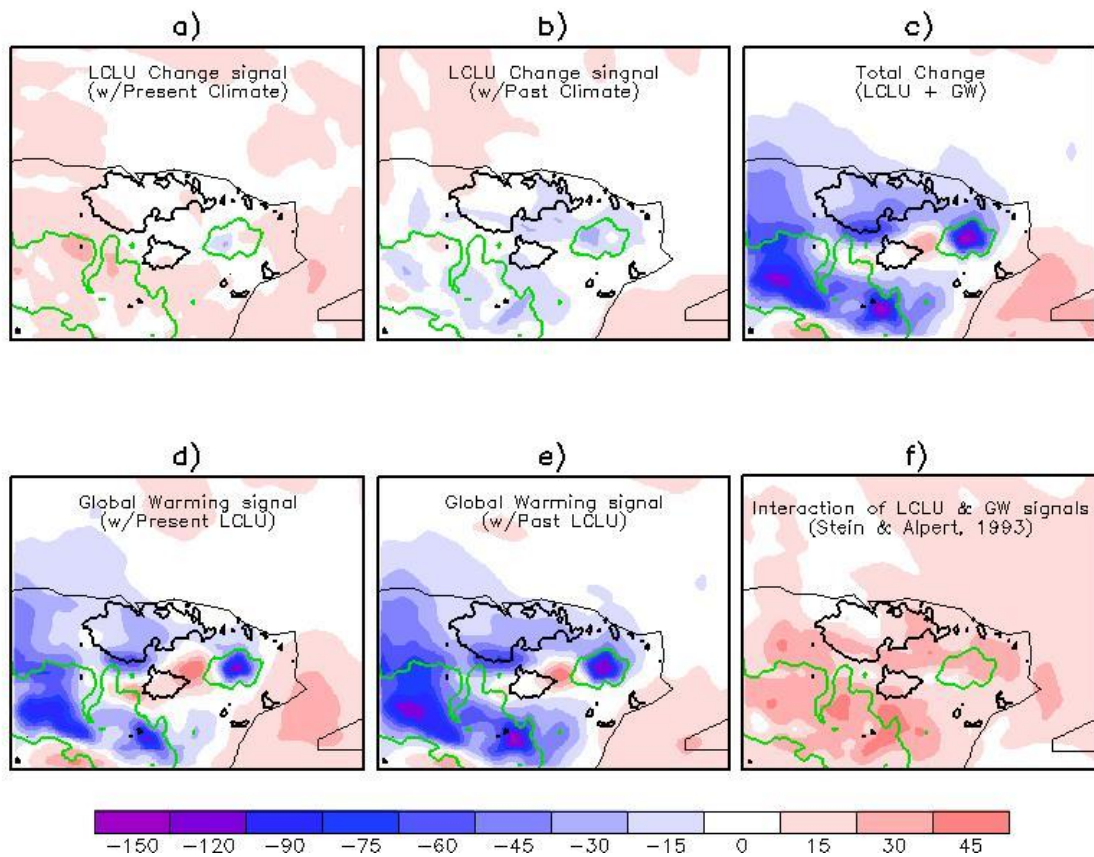 a)
LCLU Change signal
(w/Present Climate)
b)
LCLU Change singnal
(w/Past Climate)
c)
Total Change
(LCLU + GW)
d)
Global Warming signal
(w/Present LCLU)
e)
Global Warming signal
(w/Past LCLU)
f)
Interaction of LCLU & GW signals
(Stein & Alpert, 1993)
−150 −120 −90 −75 −60 −45 −30 −15 0 15 30 45